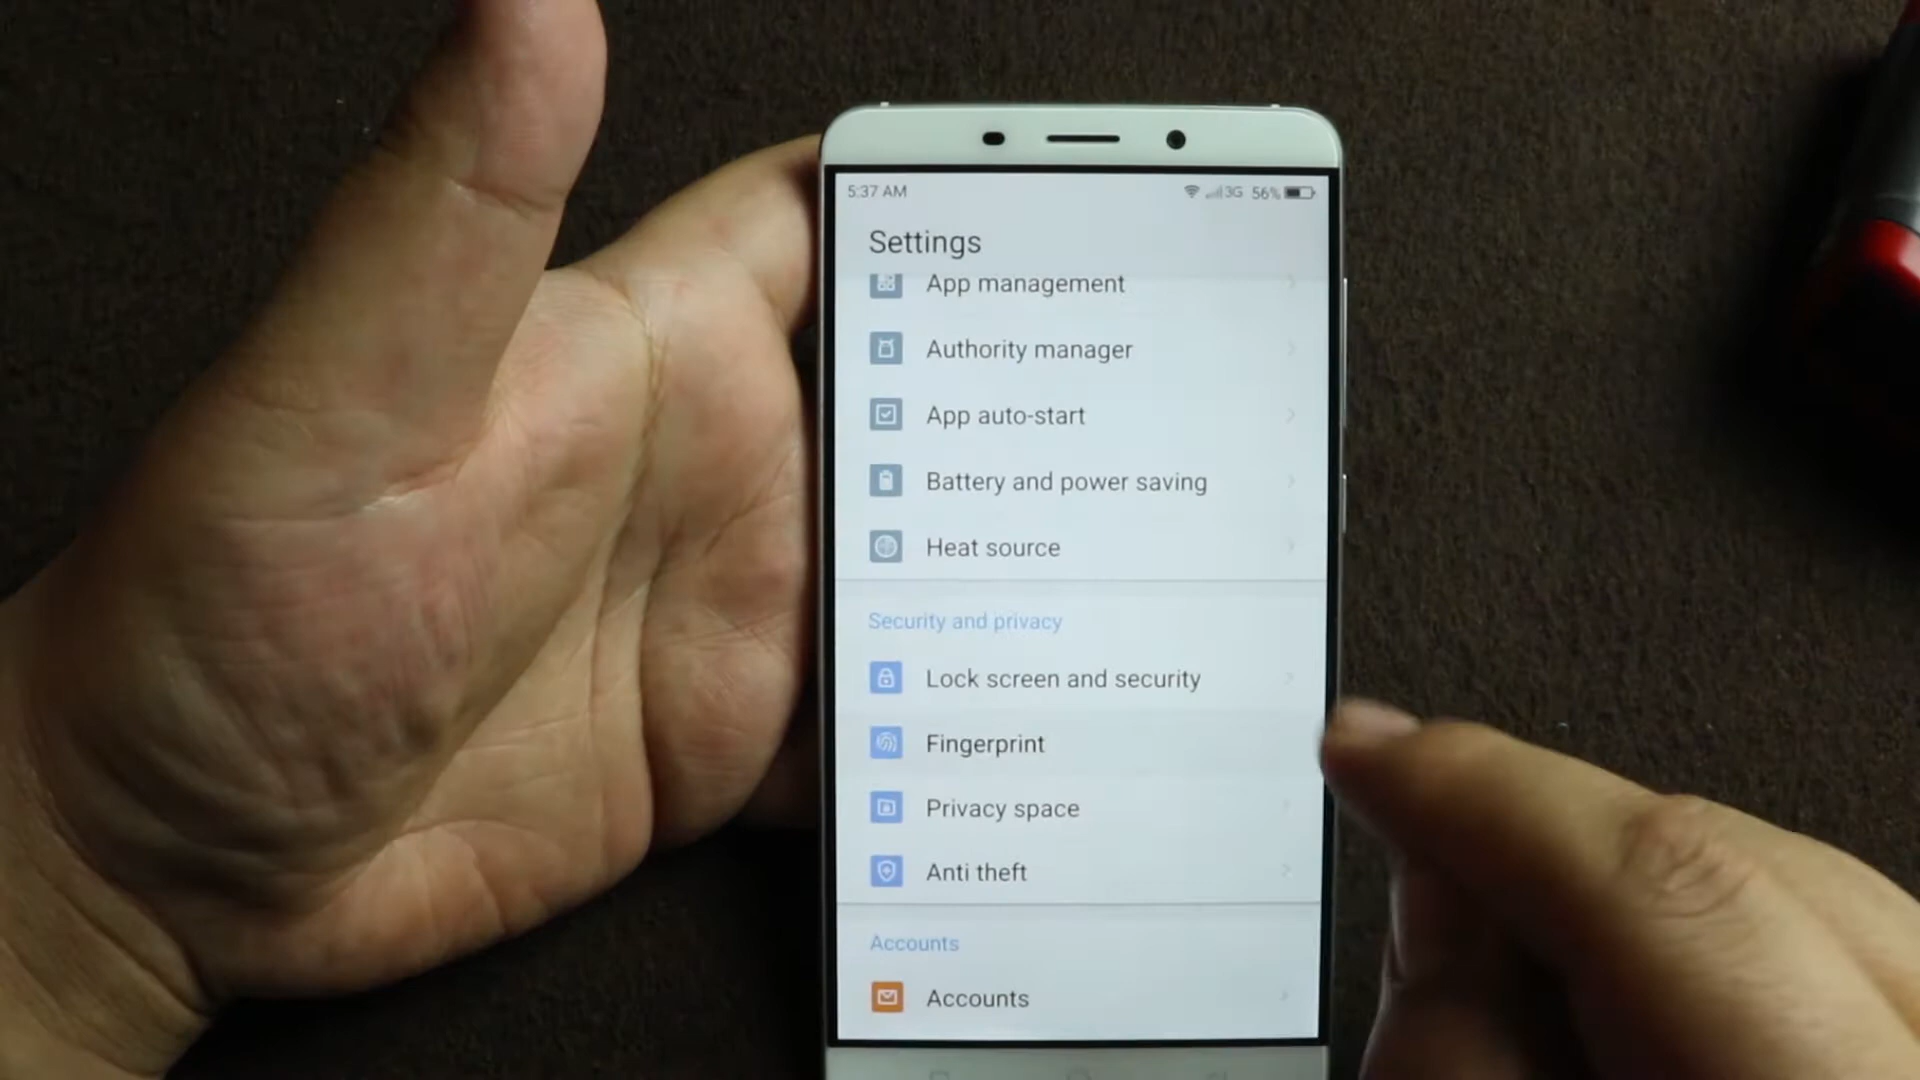 5:37 AM 3G 56%
Settings
App management
Authority manager
App auto-start
Battery and power saving
Heat source
Security and privacy
Lock screen and security
Fingerprint
Privacy space
Anti theft
Accounts
Accounts